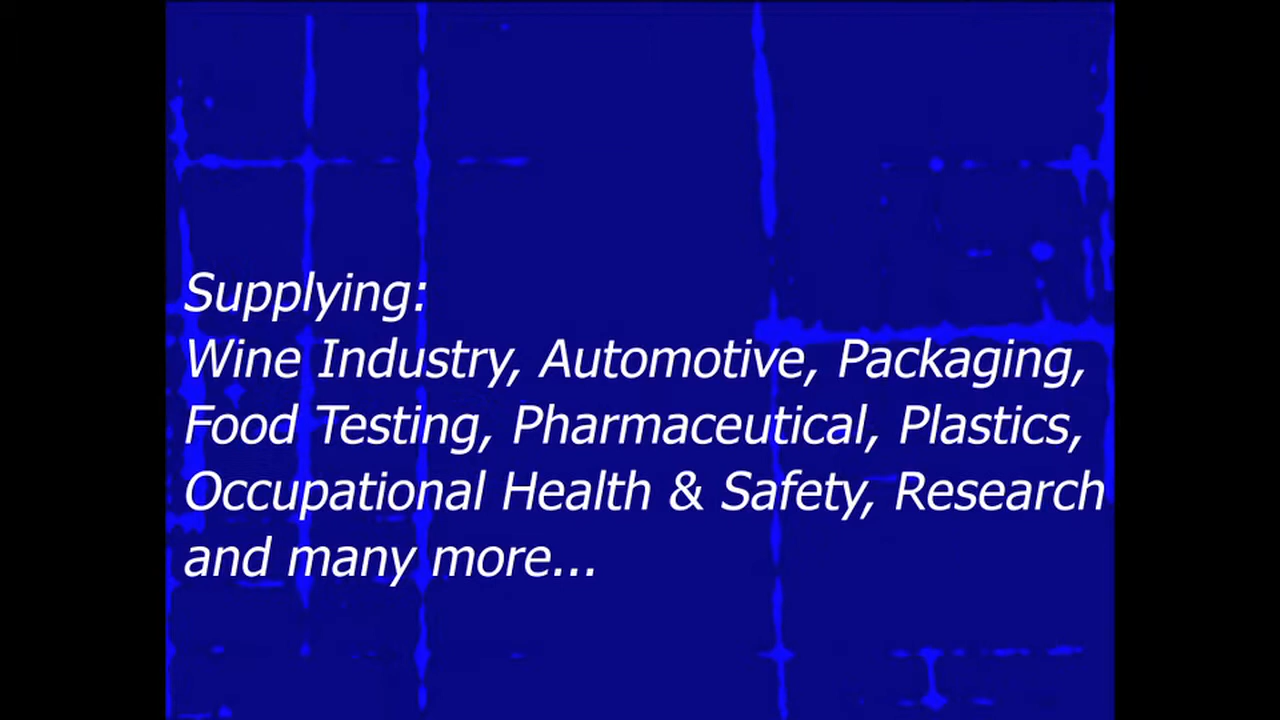 Supplying:
Wine Industry, Automotive, Packaging,
Food Testing, Pharmaceutical, Plastics,
Occupational Health & Safety, Research
and many more...